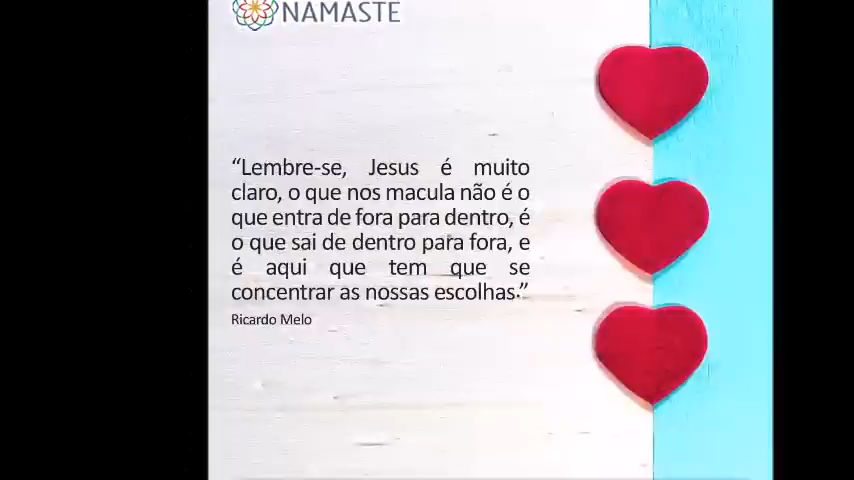 NAMASTE
“Lembre-se, Jesus é muito
claro, o que nos macula não é o
que entra de fora para dentro, é
o que sai de dentro para fora, e
é aqui que tem que se
concentrar as nossas escolhas.”
Ricardo Melo